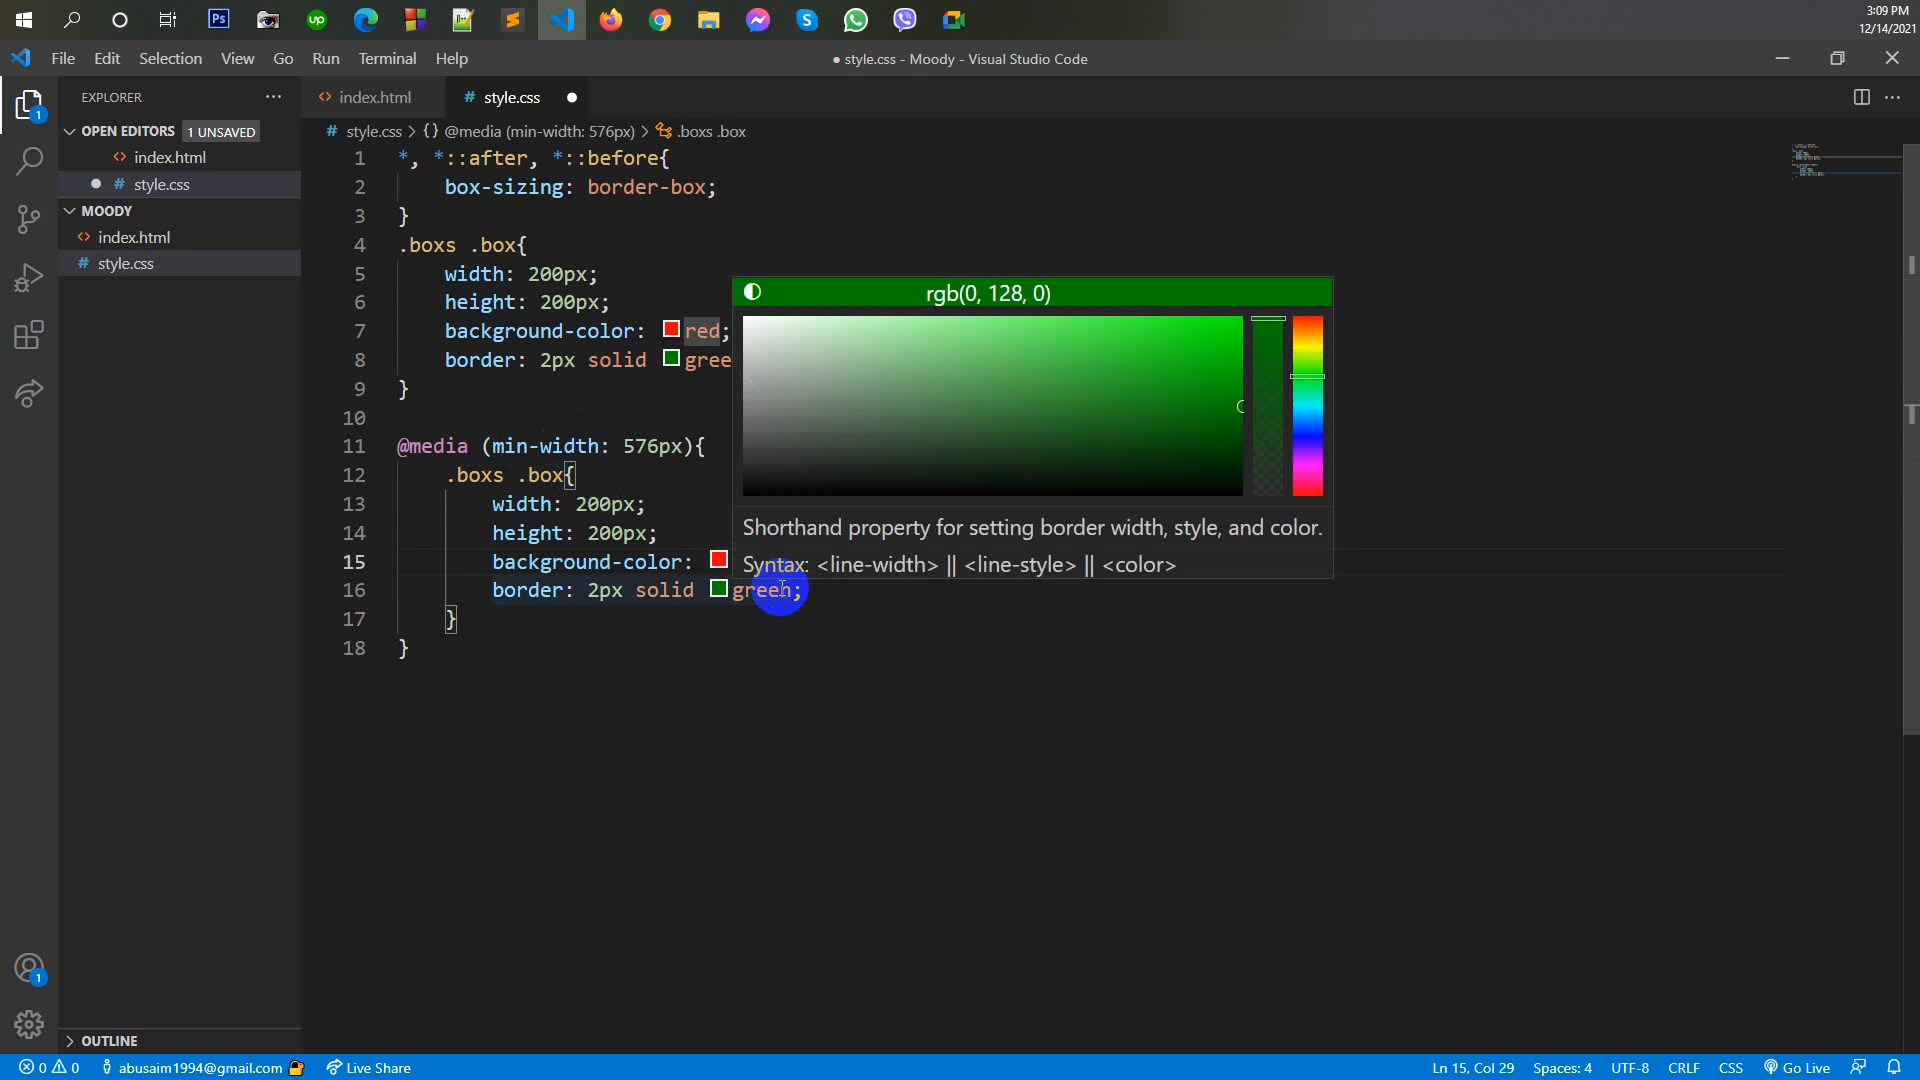 3:09 PM
12/14/2021
File Edit Selection View Go Run Terminal Help
● style.css - Moody - Visual Studio Code
EXPLORER
index.html
# style.css
OPEN EDITORS 1 UNSAVED
<> index.html
# style.css
MOODY
<> index.html
# style.css
OUTLINE
# style.css > {} @media (min-width: 576px) > .boxs .box
1 *, *::after, *::before{
2 box-sizing: border-box;
3 }
4 .boxs .box{
5 width: 200px;
6 height: 200px;
7 background-color: red;
8 border: 2px solid gree
9 }
10
11 @media (min-width: 576px){
12 .boxs .box{
13 width: 200px;
14 height: 200px;
15 background-color:
16 border: 2px solid green;
17 }
18 }
rgb(0, 128, 0)
Shorthand property for setting border width, style, and color.
Syntax: <line-width> || <line-style> || <color>
0 0 abusaim1994@gmail.com Live Share
Ln 15, Col 29 Spaces: 4 UTF-8 CRLF CSS Go Live
Ps
up
1
1